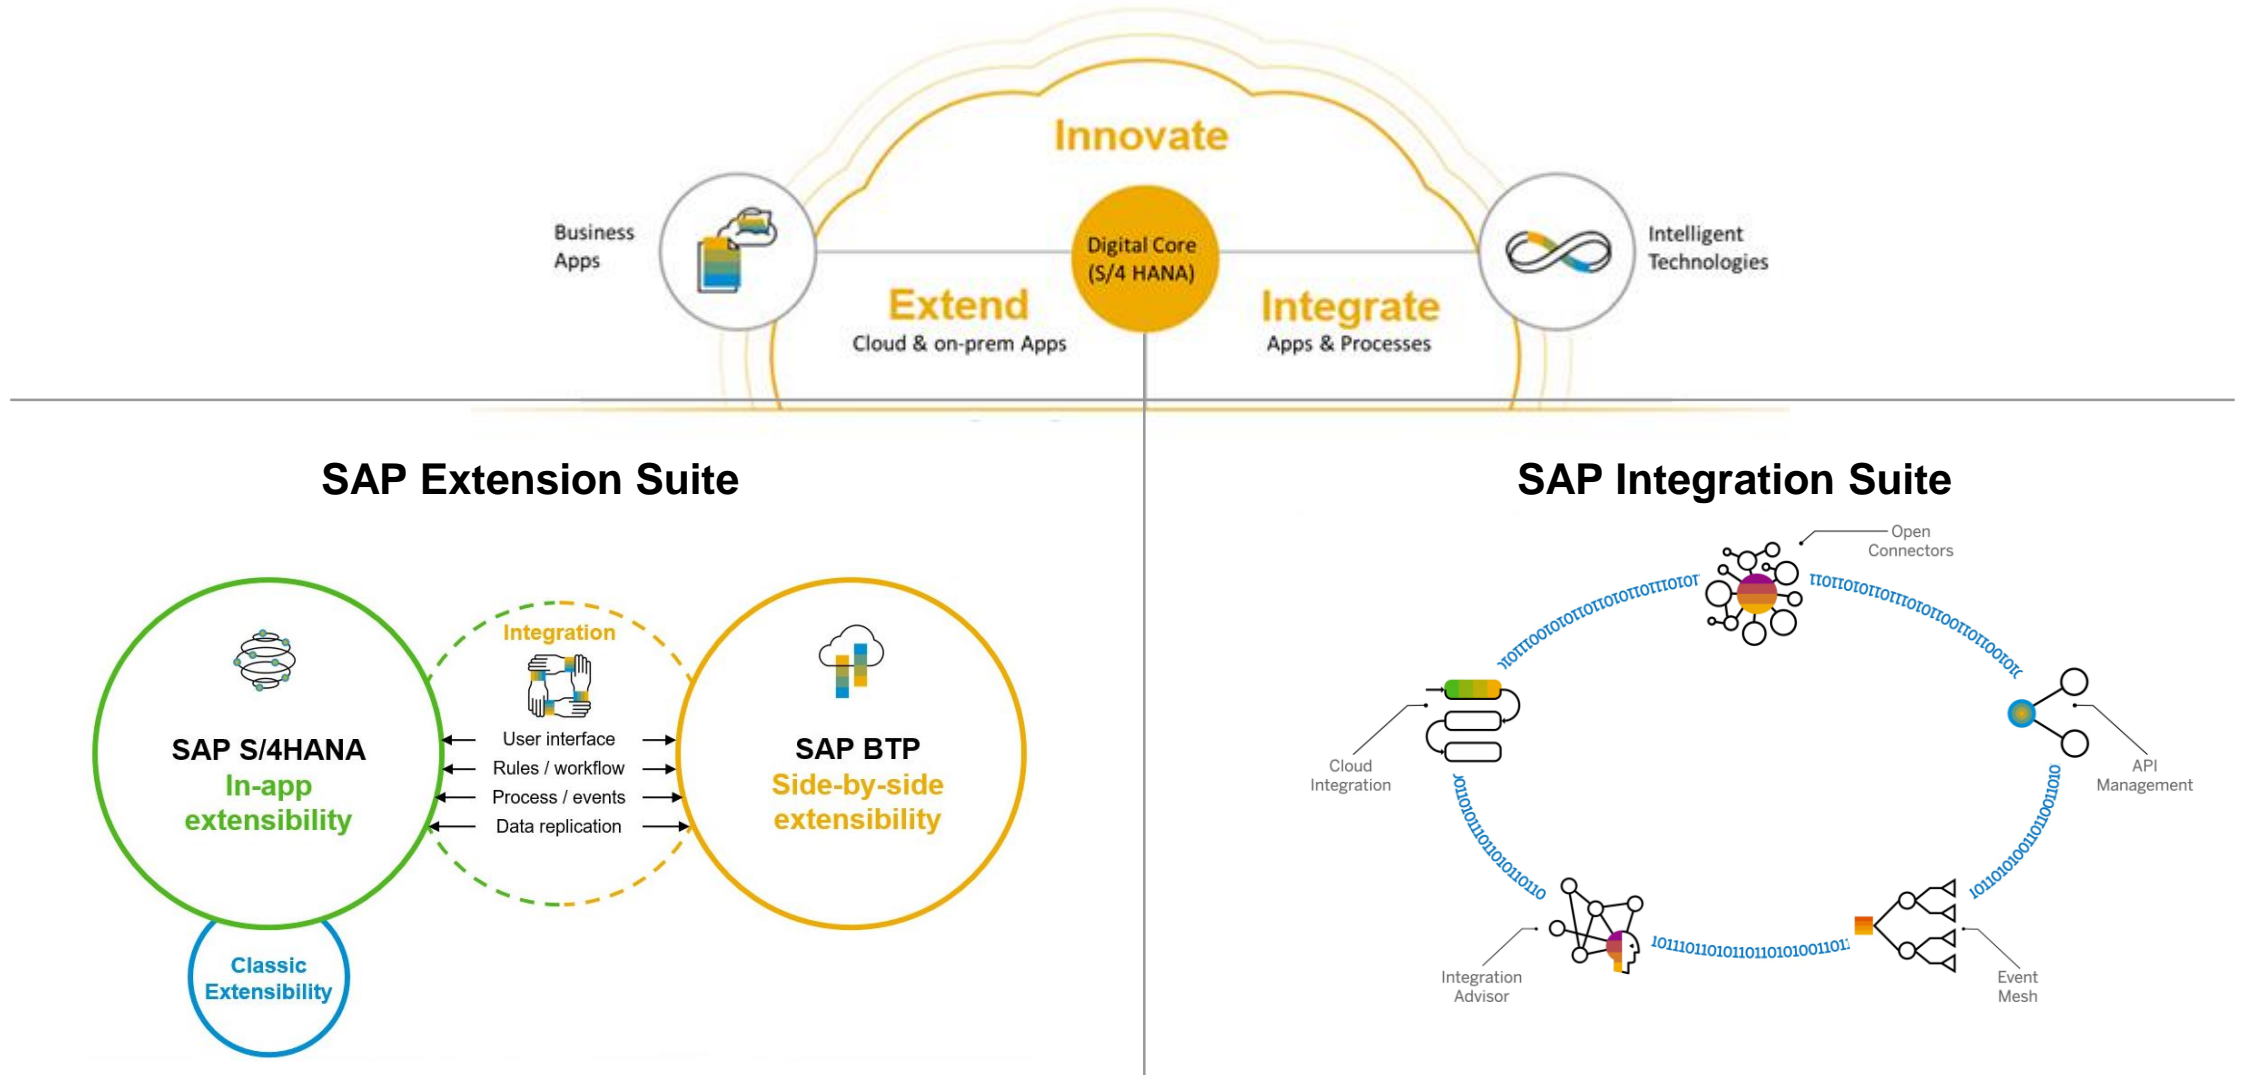 Innovate
Business
Apps
Digital Core
(S/4 HANA)
Intelligent
Technologies
Extend
Cloud & on-prem Apps
Integrate
Apps & Processes
SAP Extension Suite
Integration
SAP S/4HANA
In-app
extensibility
User interface
Rules / workflow
Process / events
Data replication
SAP BTP
Side-by-side
extensibility
Classic
Extensibility
SAP Integration Suite
Open
Connectors
Cloud
Integration
API
Management
Integration
Advisor
Event
Mesh